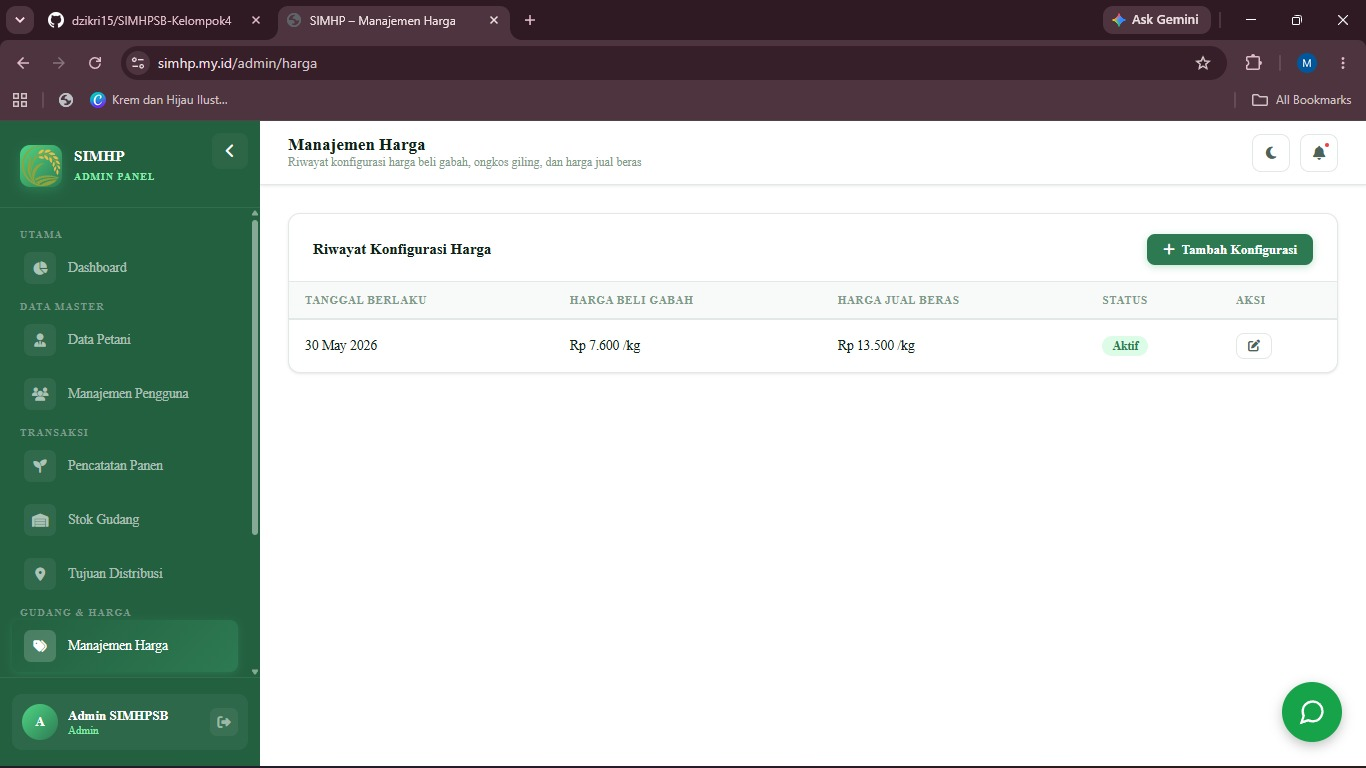 dzikri15/SIMHPSB-Kelompok4
SIMHP – Manajemen Harga
Ask Gemini
simhp.my.id/admin/harga
M
Krem dan Hijau Ilust...
All Bookmarks
SIMHP
ADMIN PANEL
UTAMA
Dashboard
DATA MASTER
Data Petani
Manajemen Pengguna
TRANSAKSI
Pencatatan Panen
Stok Gudang
Tujuan Distribusi
GUDANG & HARGA
Manajemen Harga
A
Admin SIMHPSB
Admin
Manajemen Harga
Riwayat konfigurasi harga beli gabah, ongkos giling, dan harga jual beras
Riwayat Konfigurasi Harga
+ Tambah Konfigurasi
TANGGAL BERLAKU HARGA BELI GABAH HARGA JUAL BERAS STATUS AKSI
30 May 2026 Rp 7.600 /kg Rp 13.500 /kg Aktif